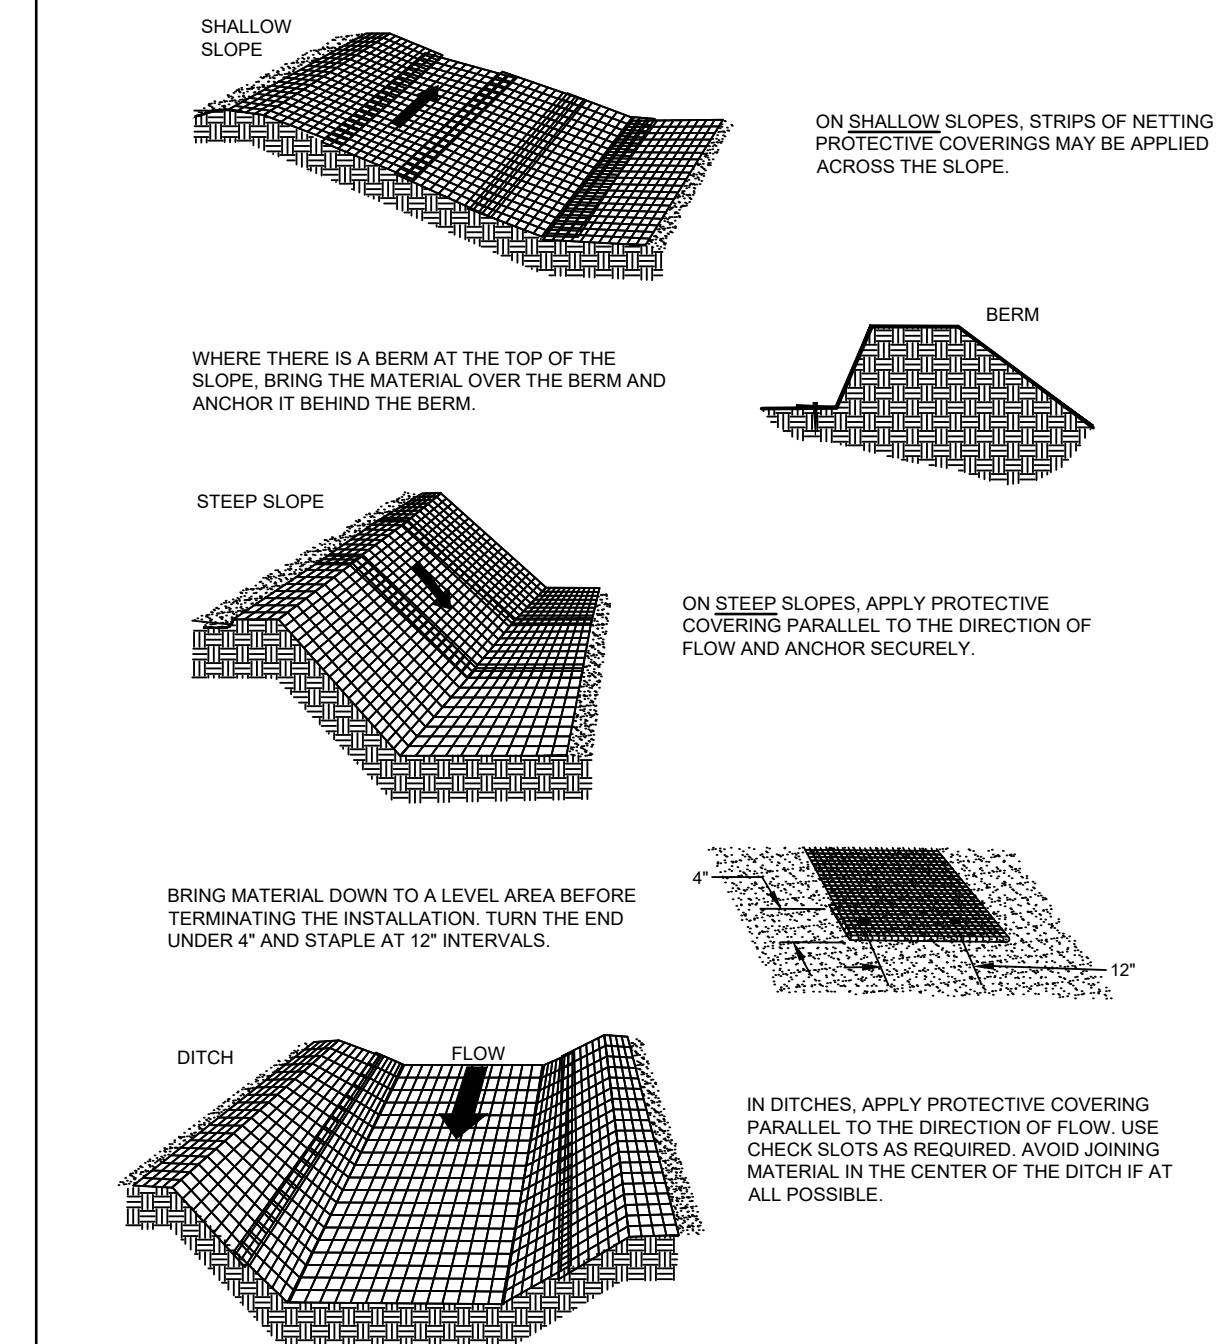 SHALLOW
SLOPE
ON SHALLOW SLOPES, STRIPS OF NETTING
PROTECTIVE COVERINGS MAY BE APPLIED
ACROSS THE SLOPE.
BERM
WHERE THERE IS A BERM AT THE TOP OF THE
SLOPE, BRING THE MATERIAL OVER THE BERM AND
ANCHOR IT BEHIND THE BERM.
STEEP SLOPE
ON STEEP SLOPES, APPLY PROTECTIVE
COVERING PARALLEL TO THE DIRECTION OF
FLOW AND ANCHOR SECURELY.
4"
BRING MATERIAL DOWN TO A LEVEL AREA BEFORE
TERMINATING THE INSTALLATION. TURN THE END
UNDER 4" AND STAPLE AT 12" INTERVALS.
12"
DITCH
FLOW
IN DITCHES, APPLY PROTECTIVE COVERING
PARALLEL TO THE DIRECTION OF FLOW. USE
CHECK SLOTS AS REQUIRED. AVOID JOINING
MATERIAL IN THE CENTER OF THE DITCH IF AT
ALL POSSIBLE.